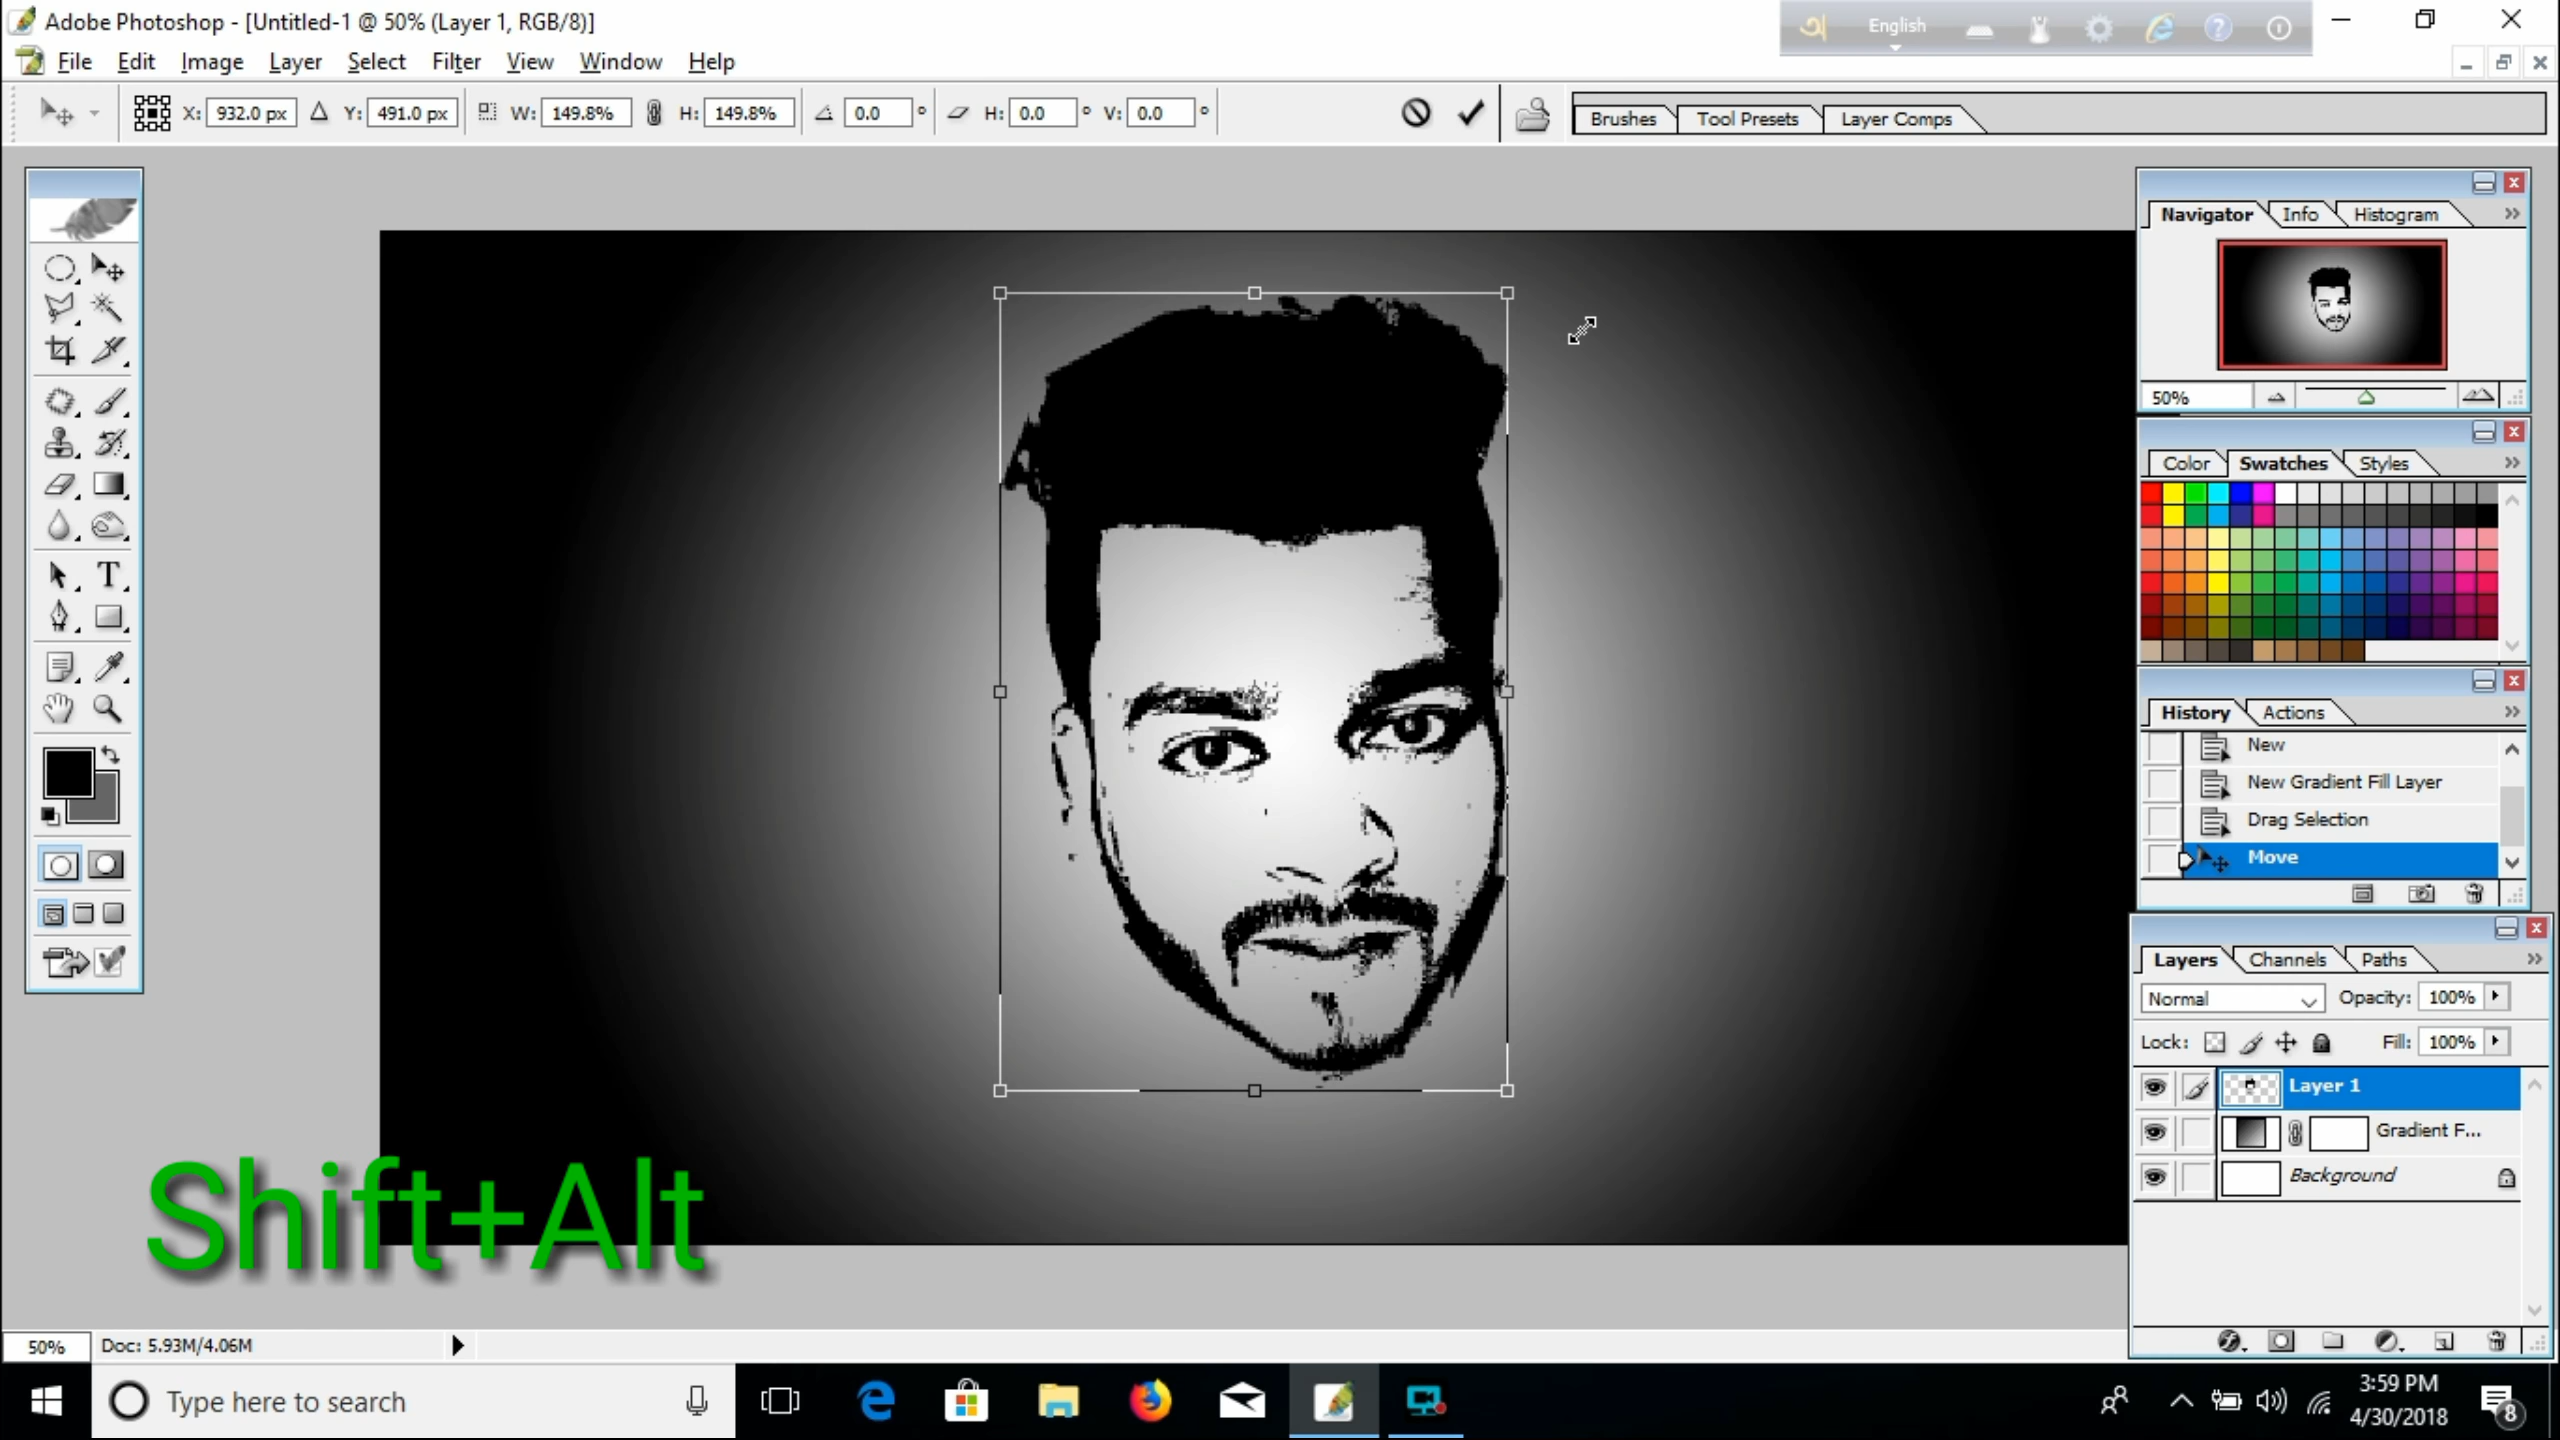 Adobe Photoshop - [Untitled-1 @ 50% (Layer 1, RGB/8)]
অ English
File Edit Image Layer Select Filter View Window Help
X: 932.0 px Y: 491.0 px W: 149.8% H: 149.8% 0.0 ° H: 0.0 ° V: 0.0 °
Brushes Tool Presets Layer Comps
Navigator Info Histogram
50%
Color Swatches Styles
History Actions
New
New Gradient Fill Layer
Drag Selection
Move
Layers Channels Paths
Normal Opacity: 100%
Lock: Fill: 100%
Layer 1
Gradient F...
Background
Shift+Alt
50% Doc: 5.93M/4.06M
Type here to search
3:59 PM
4/30/2018
8